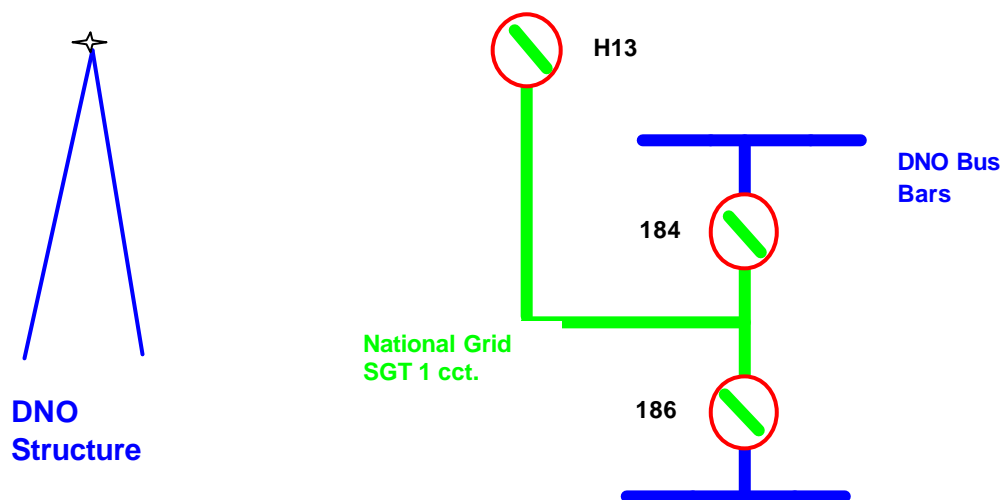 H13
DNO Bus
Bars
184
National Grid
SGT 1 cct.
186
DNO
Structure